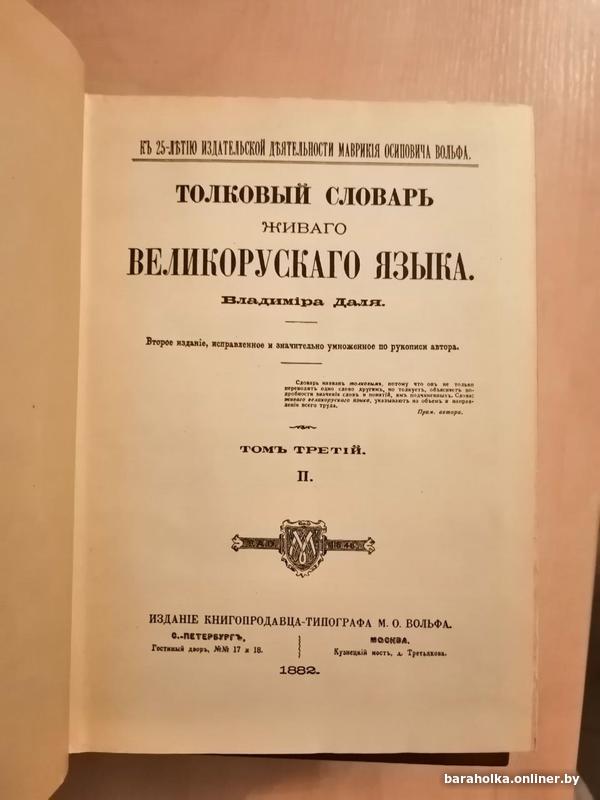 КЪ 25-ЛѢТІЮ ИЗДАТЕЛЬСКОЙ ДѢЯТЕЛЬНОСТИ МАВРИКІЯ ОСИПОВИЧА ВОЛЬФА.
ТОЛКОВЫЙ СЛОВАРЬ
ЖИВАГО
ВЕЛИКОРУСКАГО ЯЗЫКА.
Владиміра Даля.
Второе изданіе, исправленное и значительно умноженное по рукописи автора.
Словарь названъ толковымъ, потому что онъ не только
переводитъ одно слово другимъ, но толкуетъ, объясняетъ по-
дробности значенія словъ и понятій, имъ подчиненныхъ. Слова:
живаго великорускаго языка, указываютъ на объемъ и направ-
леніе всего труда.
Прим. автора.
ТОМЪ ТРЕТІЙ.
П.
ИЗДАНІЕ КНИГОПРОДАВЦА-ТИПОГРАФА М. О. ВОЛЬФА.
С.-ПЕТЕРБУРГЪ, МОСКВА,
Гостиный дворъ, №№ 17 и 18. Кузнецкій мостъ, д. Третьякова.
1882.
baraholka.onliner.by